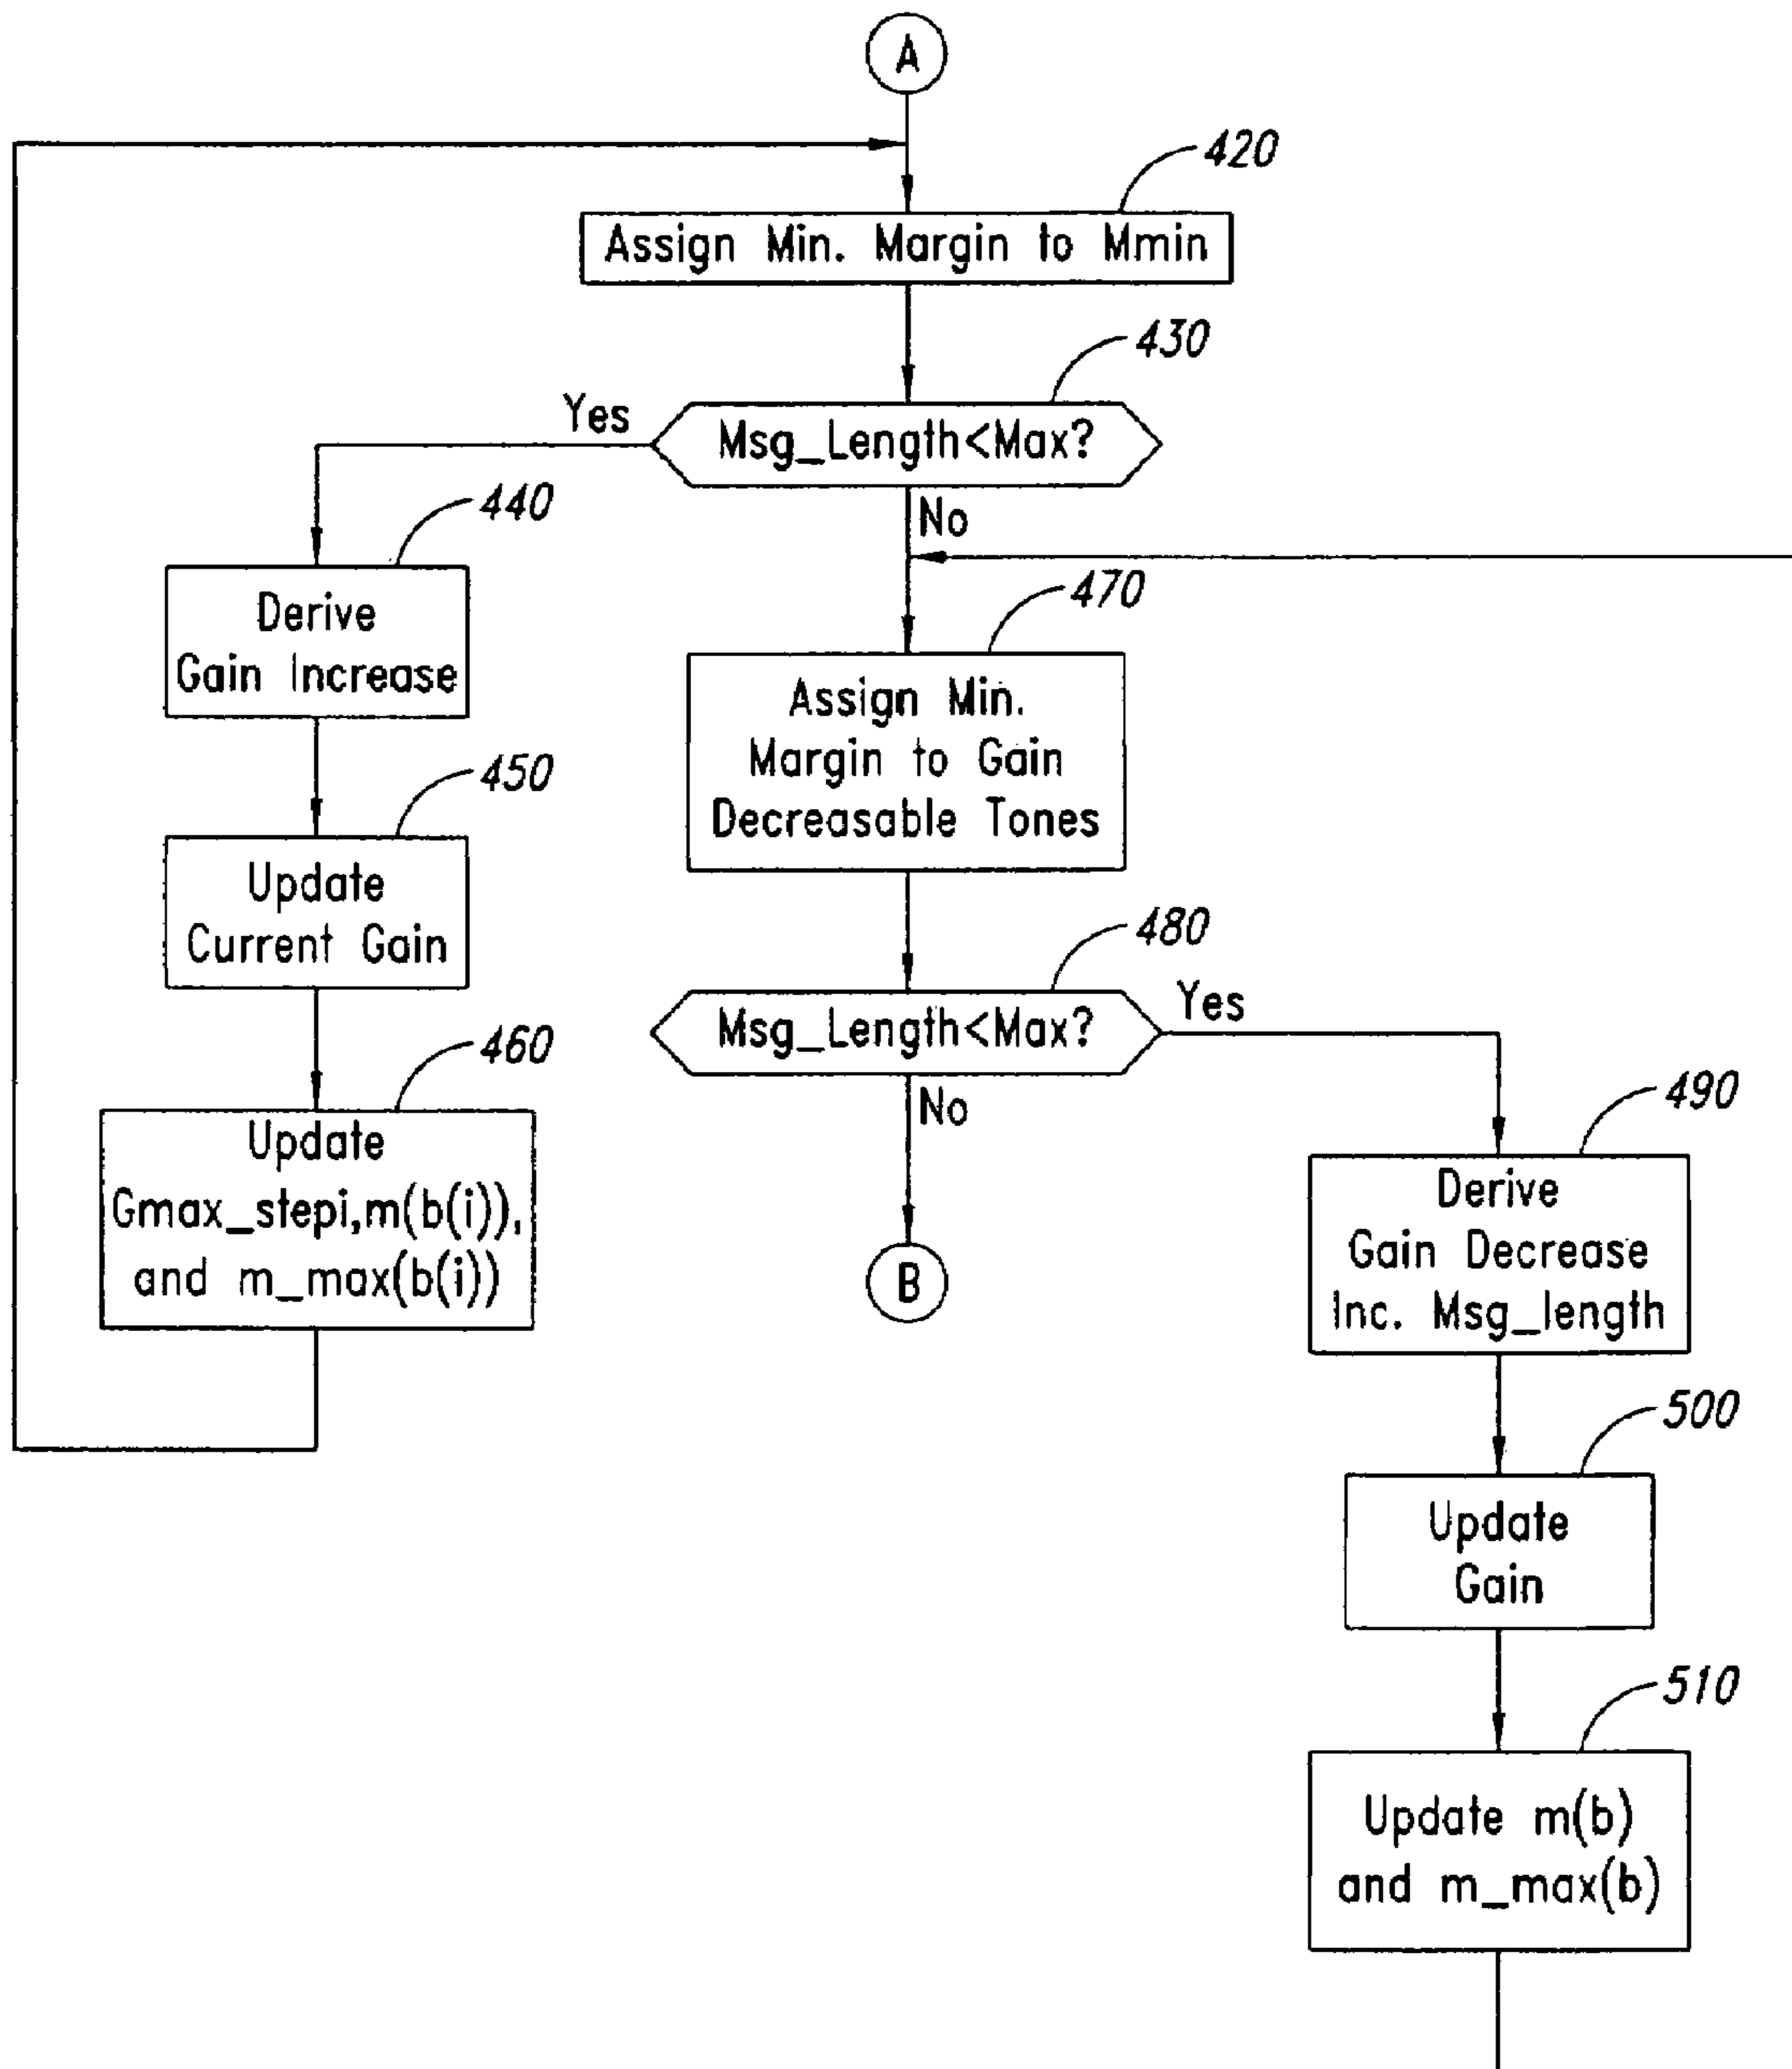 A
420
Assign Min. Margin to Mmin
430
Yes
Msg_Length<Max?
No
440
Derive
Gain Increase
450
Update
Current Gain
460
Update
Gmax_stepi,m(b(i)),
and m_max(b(i))
470
Assign Min.
Margin to Gain
Decreasable Tones
480
Msg_Length<Max?
Yes
No
B
490
Derive
Gain Decrease
Inc. Msg_length
500
Update
Gain
510
Update m(b)
and m_max(b)